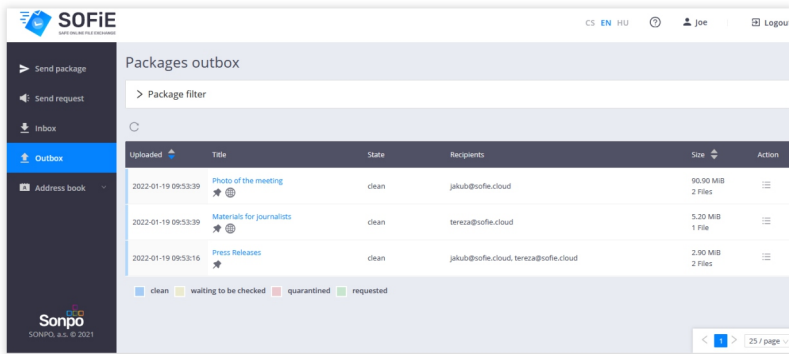 SOFiE
SAFE ONLINE FILE EXCHANGE
CS EN HU
Joe
Logout
Send package
Send request
Inbox
Outbox
Address book
Packages outbox
Package filter
Uploaded Title State Recipients Size Action
2022-01-19 09:53:39 Photo of the meeting clean jakub@sofie.cloud 90.90 MiB
2 Files
2022-01-19 09:53:39 Materials for journalists clean tereza@sofie.cloud 5.20 MiB
1 File
2022-01-19 09:53:16 Press Releases clean jakub@sofie.cloud, tereza@sofie.cloud 2.90 MiB
2 Files
clean waiting to be checked quarantined requested
Sonpo
SONPO, a.s. © 2021
1 25 / page